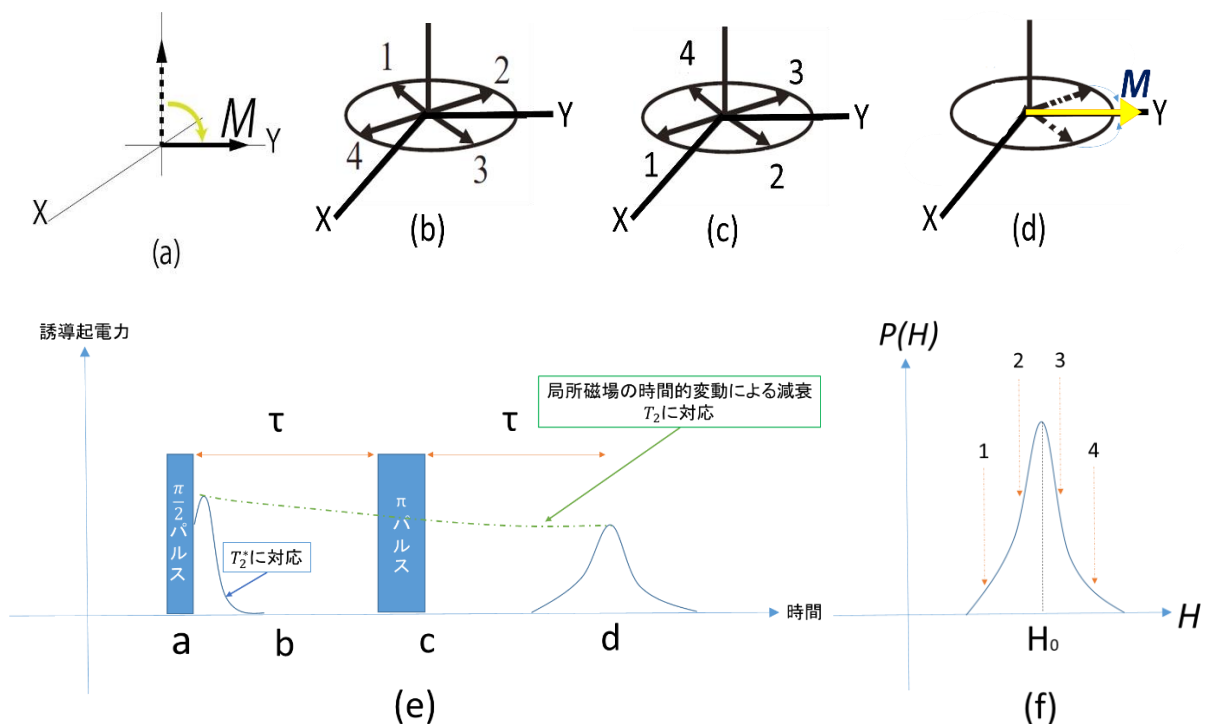 M
Y
X
(a)
1
2
3
4
Y
X
(b)
4
3
1
2
Y
X
(c)
M
Y
X
(d)
誘導起電力
局所磁場の時間的変動による減衰
T₂に対応
τ
τ
π/2パルス
πパルス
T₂*に対応
時間
a
b
c
d
(e)
P(H)
2
3
1
4
H
H₀
(f)